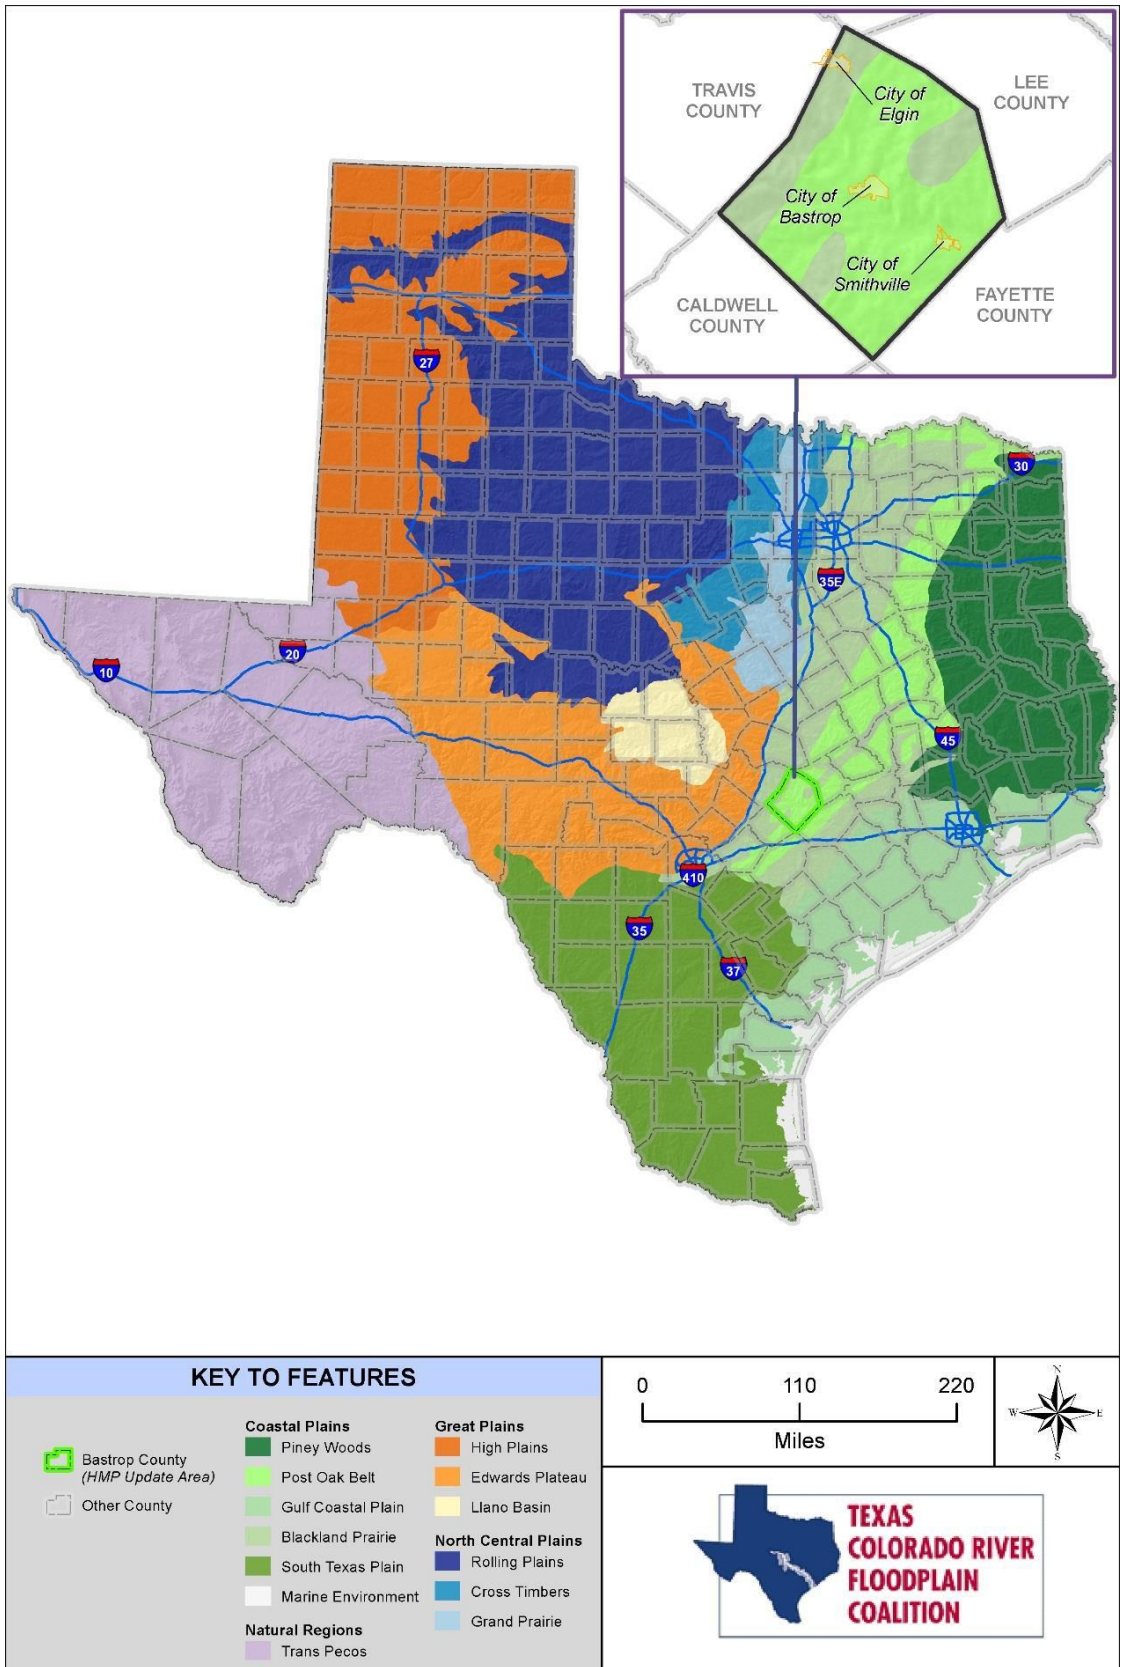 TRAVIS
COUNTY
LEE
COUNTY
City of
Elgin
City of
Bastrop
City of
Smithville
CALDWELL
COUNTY
FAYETTE
COUNTY
27
30
35E
20
10
45
410
35
37
KEY TO FEATURES
Bastrop County
(HMP Update Area)
Other County
Coastal Plains
Piney Woods
Post Oak Belt
Gulf Coastal Plain
Blackland Prairie
South Texas Plain
Marine Environment
Natural Regions
Trans Pecos
Great Plains
High Plains
Edwards Plateau
Llano Basin
North Central Plains
Rolling Plains
Cross Timbers
Grand Prairie
0 110 220
Miles
N
W E
S
TEXAS
COLORADO RIVER
FLOODPLAIN
COALITION